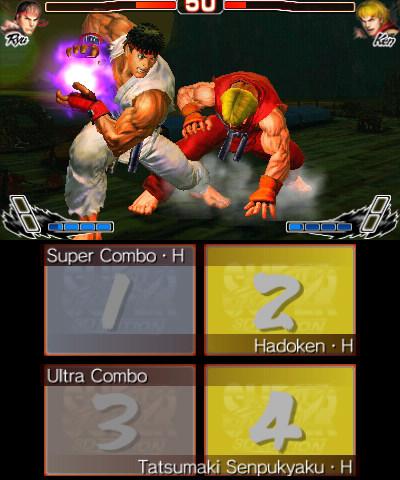 50
Ryu
Ken
Super Combo・H
1
2
Hadoken・H
Ultra Combo
3
4
Tatsumaki Senpukyaku・H